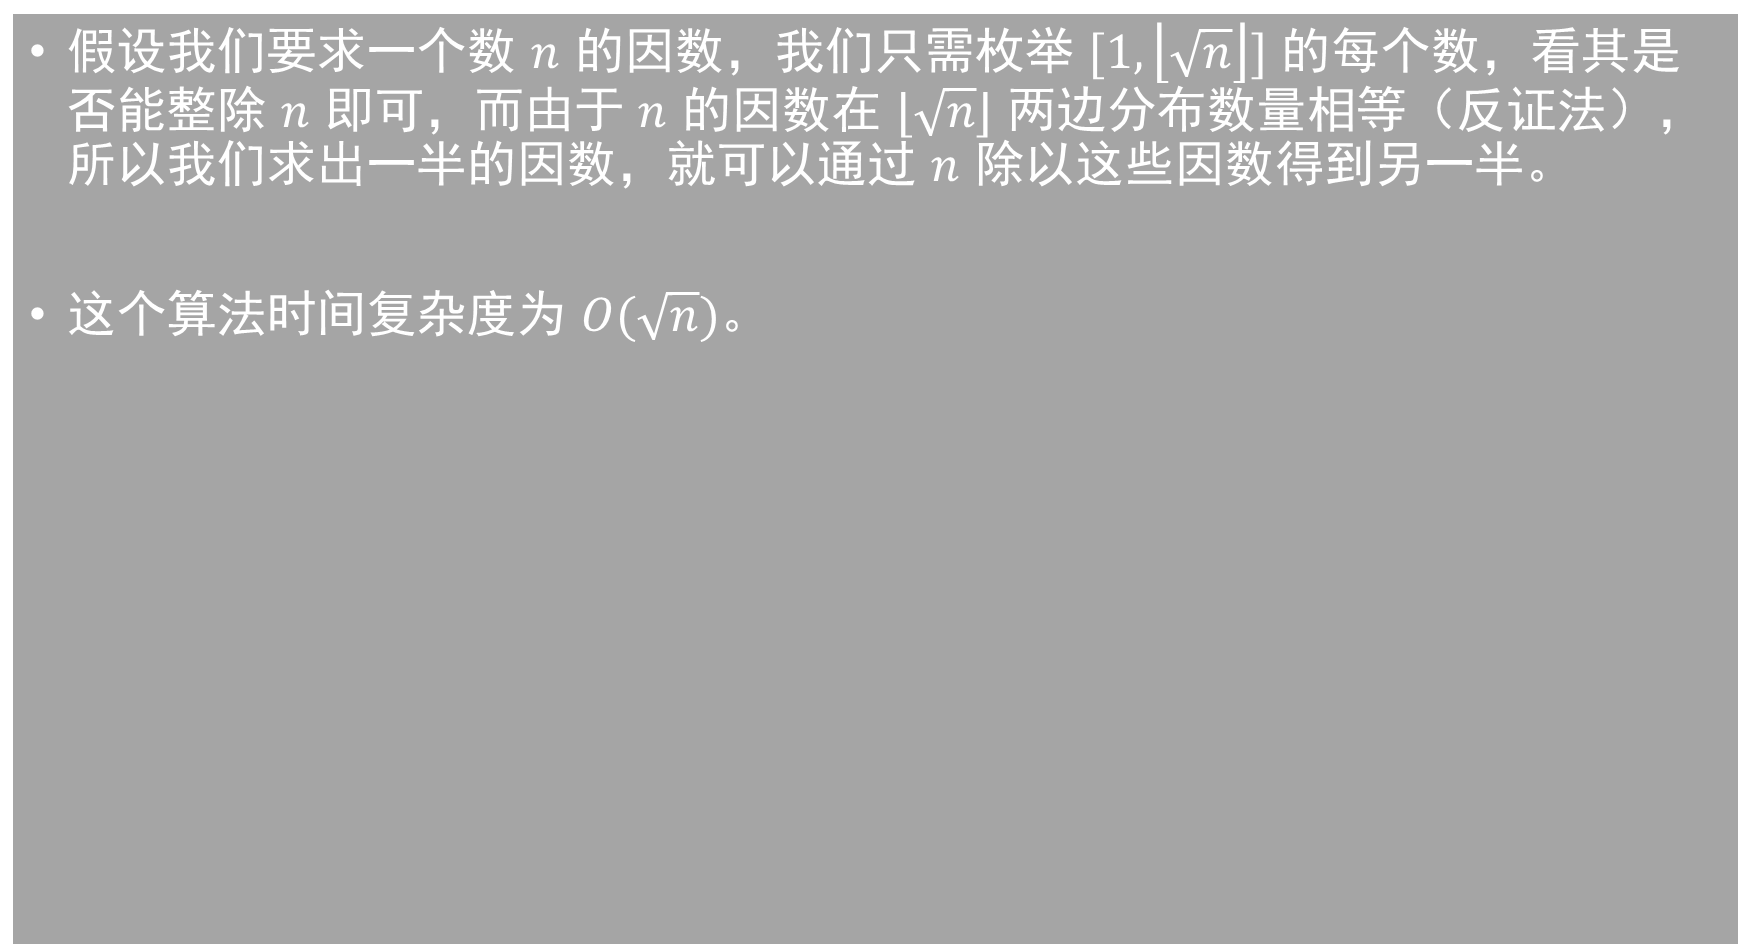 • 假设我们要求一个数 n 的因数，我们只需枚举 [1, ⌊√n⌋] 的每个数，看其是
否能整除 n 即可，而由于 n 的因数在 ⌊√n⌋ 两边分布数量相等（反证法），
所以我们求出一半的因数，就可以通过 n 除以这些因数得到另一半。
• 这个算法时间复杂度为 O(√n)。